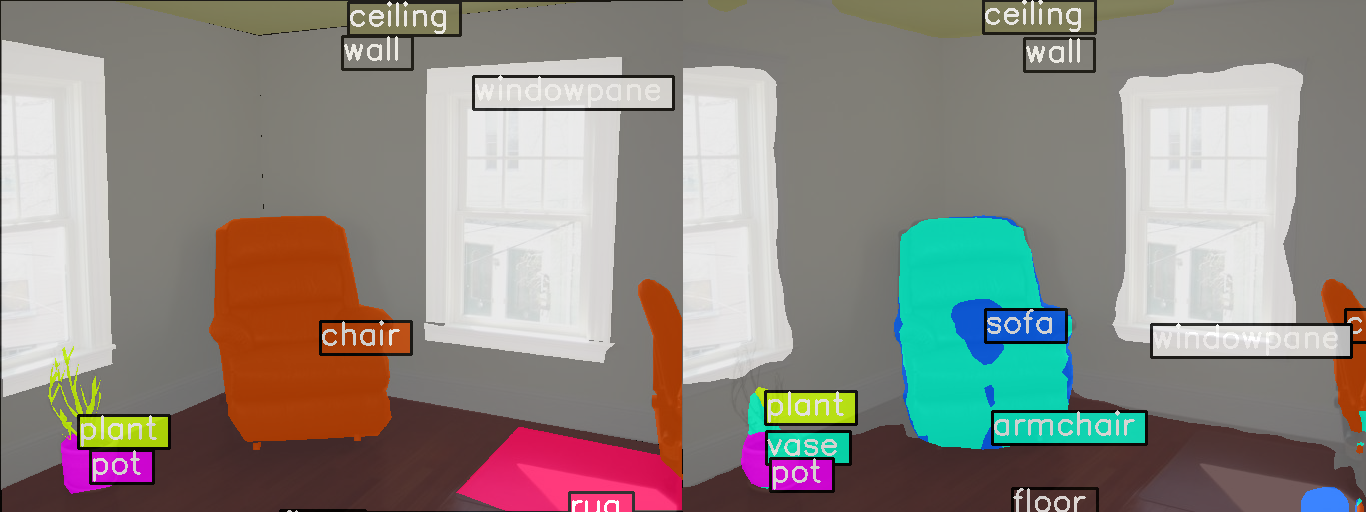 ceiling
wall
windowpane
chair
plant
pot
rug
ceiling
wall
sofa
windowpane
c
plant
armchair
vase
pot
floor